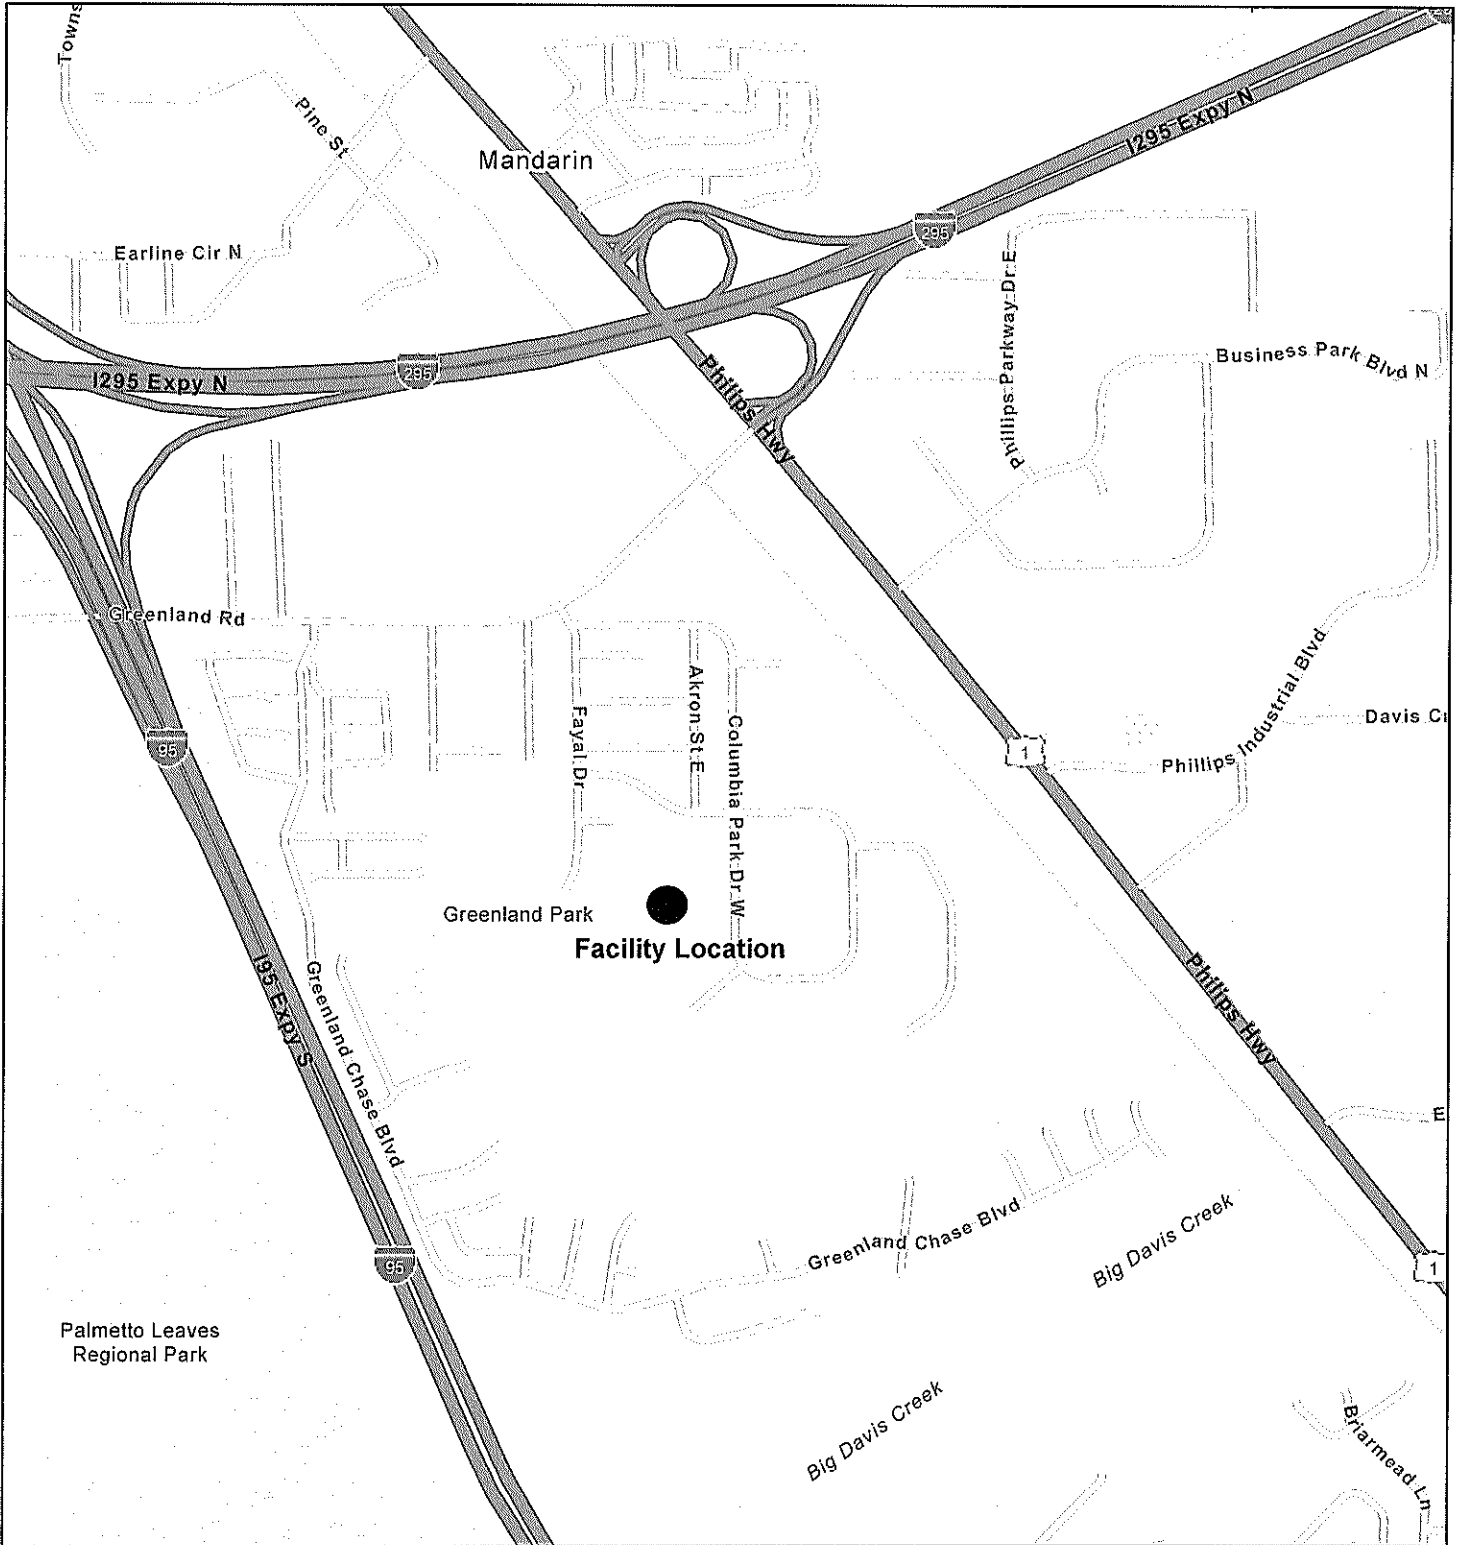 Towns
Pine St
Mandarin
I295 Expy N
295
Earline Cir N
Phillips Parkway Dr E
Business Park Blvd N
295
I295 Expy N
Philips Hwy
Greenland Rd
Phillips Industrial Blvd
Akron St E
Fayal Dr
Columbia Park Dr W
Davis Ci
95
1
Greenland Park
Facility Location
I95 Expy S
Greenland Chase Blvd
Philips Hwy
E
Greenland Chase Blvd
Big Davis Creek
95
1
Palmetto Leaves
Regional Park
Big Davis Creek
Briarmead Ln